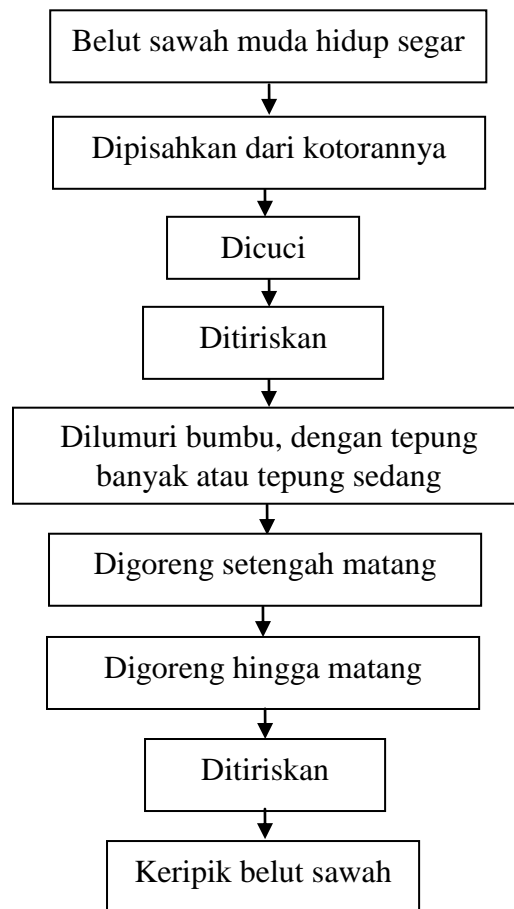 Belut sawah muda hidup segar
Dipisahkan dari kotorannya
Dicuci
Ditiriskan
Dilumuri bumbu, dengan tepung
banyak atau tepung sedang
Digoreng setengah matang
Digoreng hingga matang
Ditiriskan
Keripik belut sawah